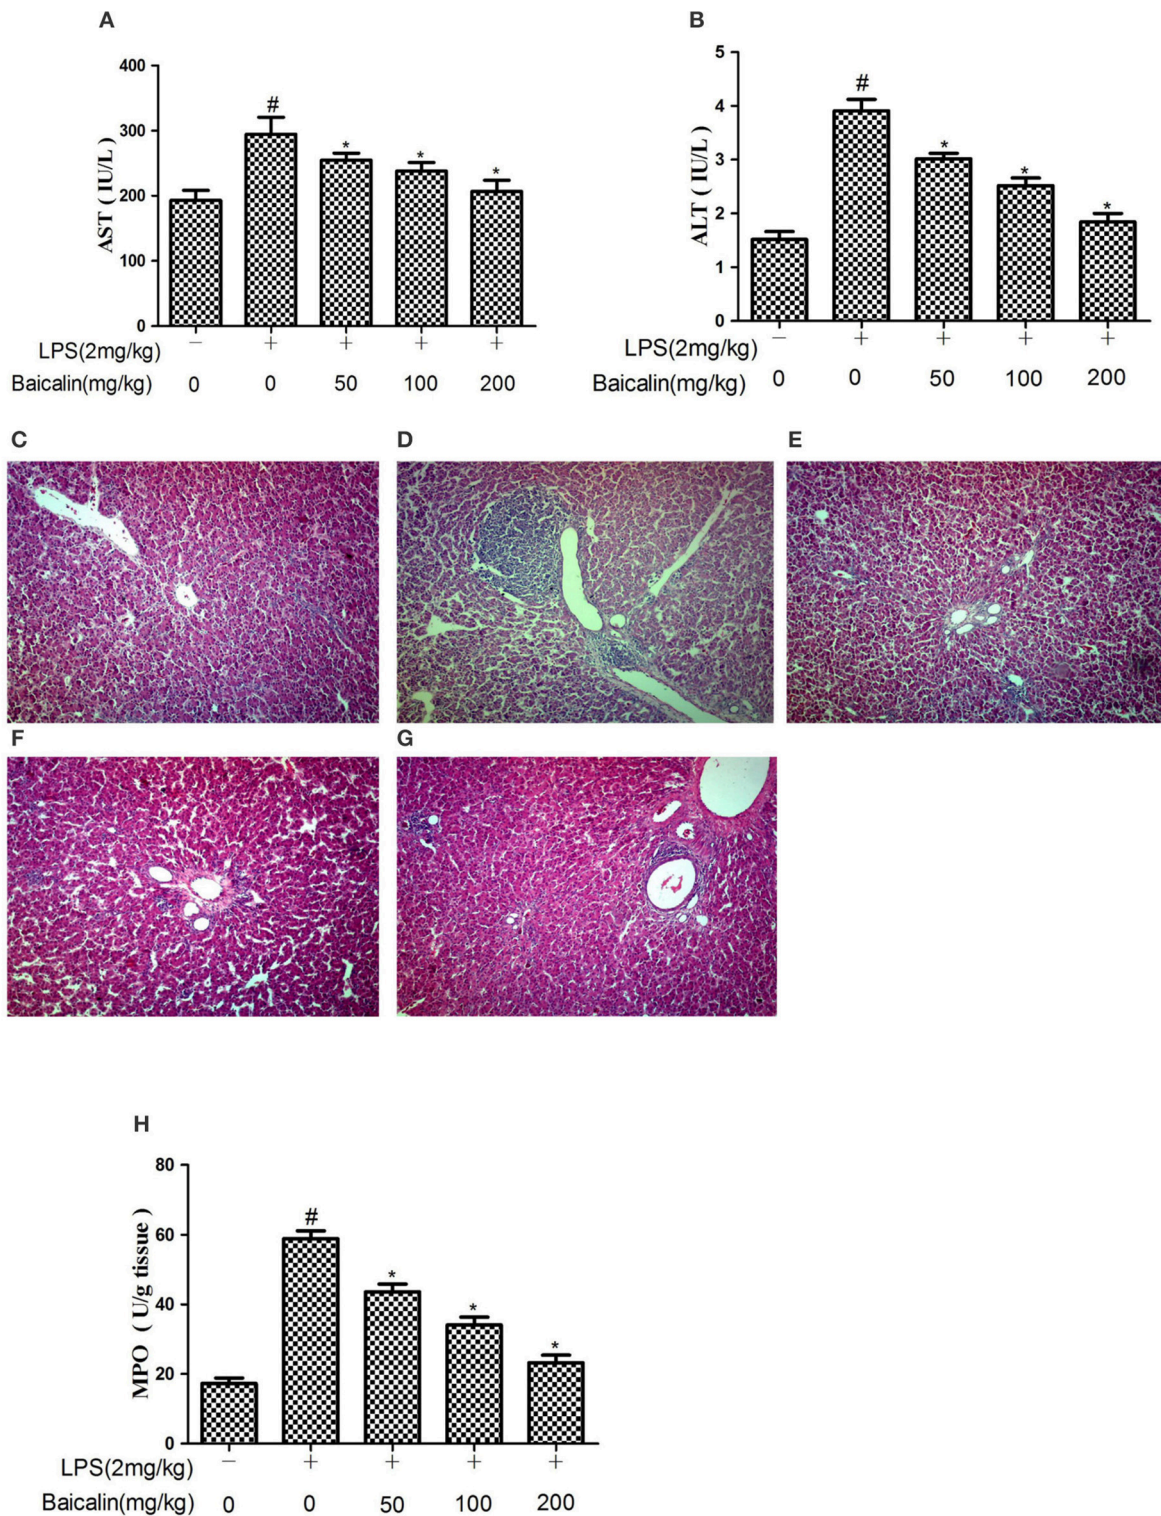 A
400
300
200
100
0
AST ( IU/L )
#
*
*
*
LPS(2mg/kg) − + + + +
Baicalin(mg/kg) 0 0 50 100 200
B
5
4
3
2
1
0
ALT ( IU/L )
#
*
*
*
LPS(2mg/kg) − + + + +
Baicalin(mg/kg) 0 0 50 100 200
C
D
E
F
G
H
80
60
40
20
0
MPO ( U/g tissue )
#
*
*
*
LPS(2mg/kg) − + + + +
Baicalin(mg/kg) 0 0 50 100 200